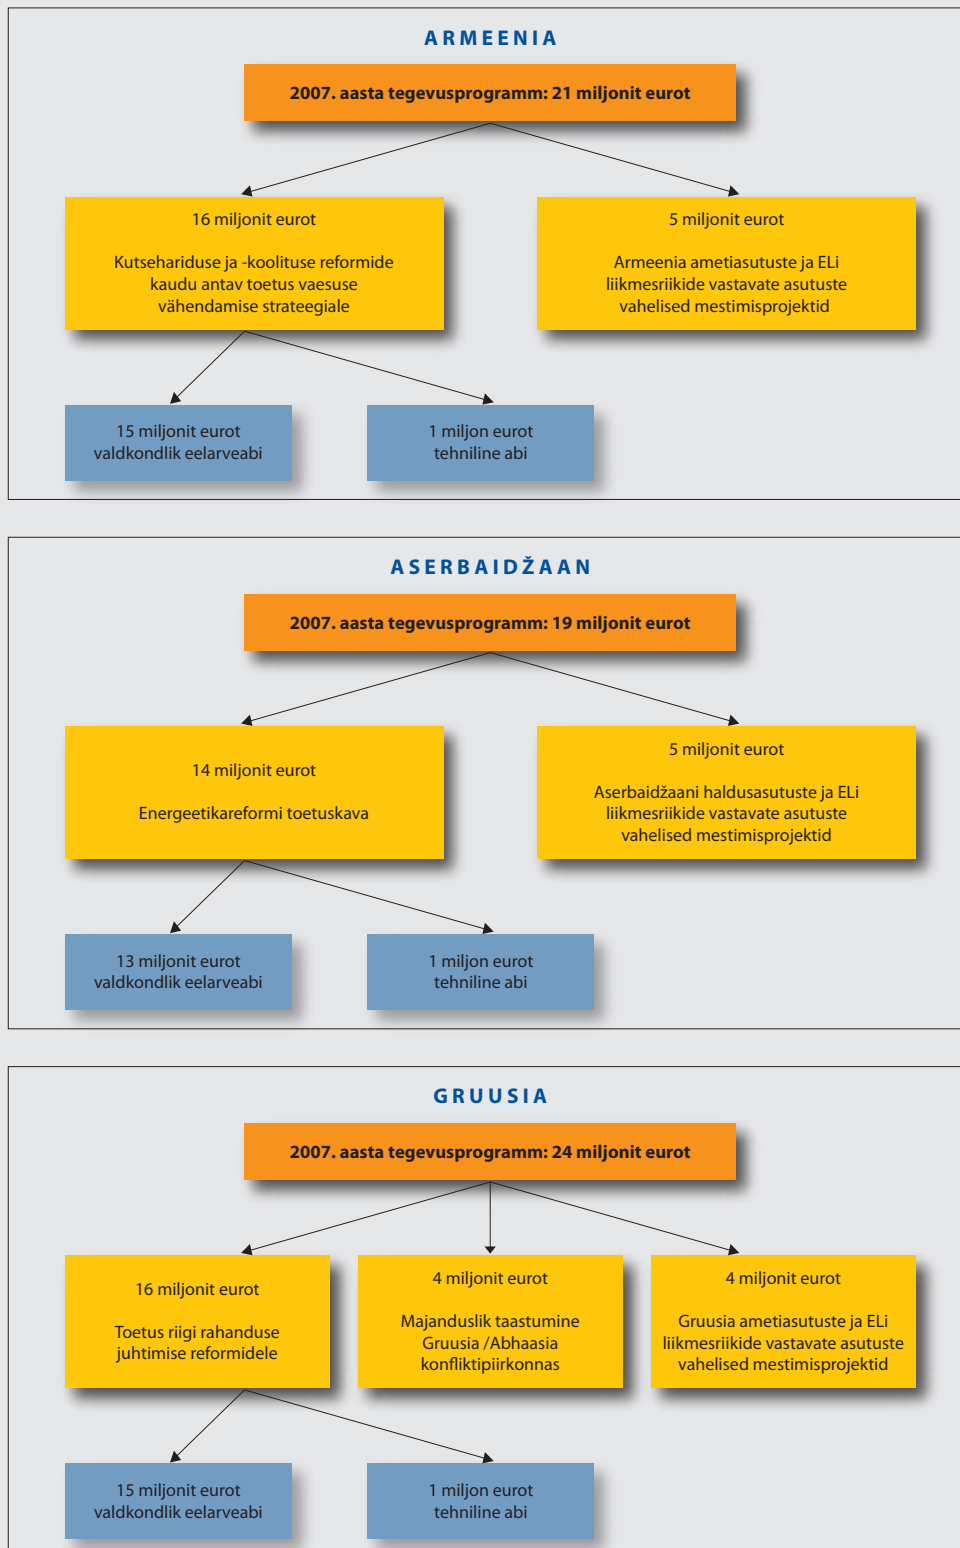 ARMEENIA
2007. aasta tegevusprogramm: 21 miljonit eurot
16 miljonit eurot
Kutsehariduse ja -koolituse reformide
kaudu antav toetus vaesuse
vähendamise strateegiale
5 miljonit eurot
Armeenia ametiasutuste ja ELi
liikmesriikide vastavate asutuste
vahelised mestimisprojektid
15 miljonit eurot
valdkondlik eelarveabi
1 miljon eurot
tehniline abi
ASERBAIDŽAAN
2007. aasta tegevusprogramm: 19 miljonit eurot
14 miljonit eurot
Energeetikareformi toetuskava
5 miljonit eurot
Aserbaidžaani haldusasutuste ja ELi
liikmesriikide vastavate asutuste
vahelised mestimisprojektid
13 miljonit eurot
valdkondlik eelarveabi
1 miljon eurot
tehniline abi
GRUUSIA
2007. aasta tegevusprogramm: 24 miljonit eurot
16 miljonit eurot
Toetus riigi rahanduse
juhtimise reformidele
4 miljonit eurot
Majanduslik taastumine
Gruusia /Abhaasia
konfliktipiirkonnas
4 miljonit eurot
Gruusia ametiasutuste ja ELi
liikmesriikide vastavate asutuste
vahelised mestimisprojektid
15 miljonit eurot
valdkondlik eelarveabi
1 miljon eurot
tehniline abi